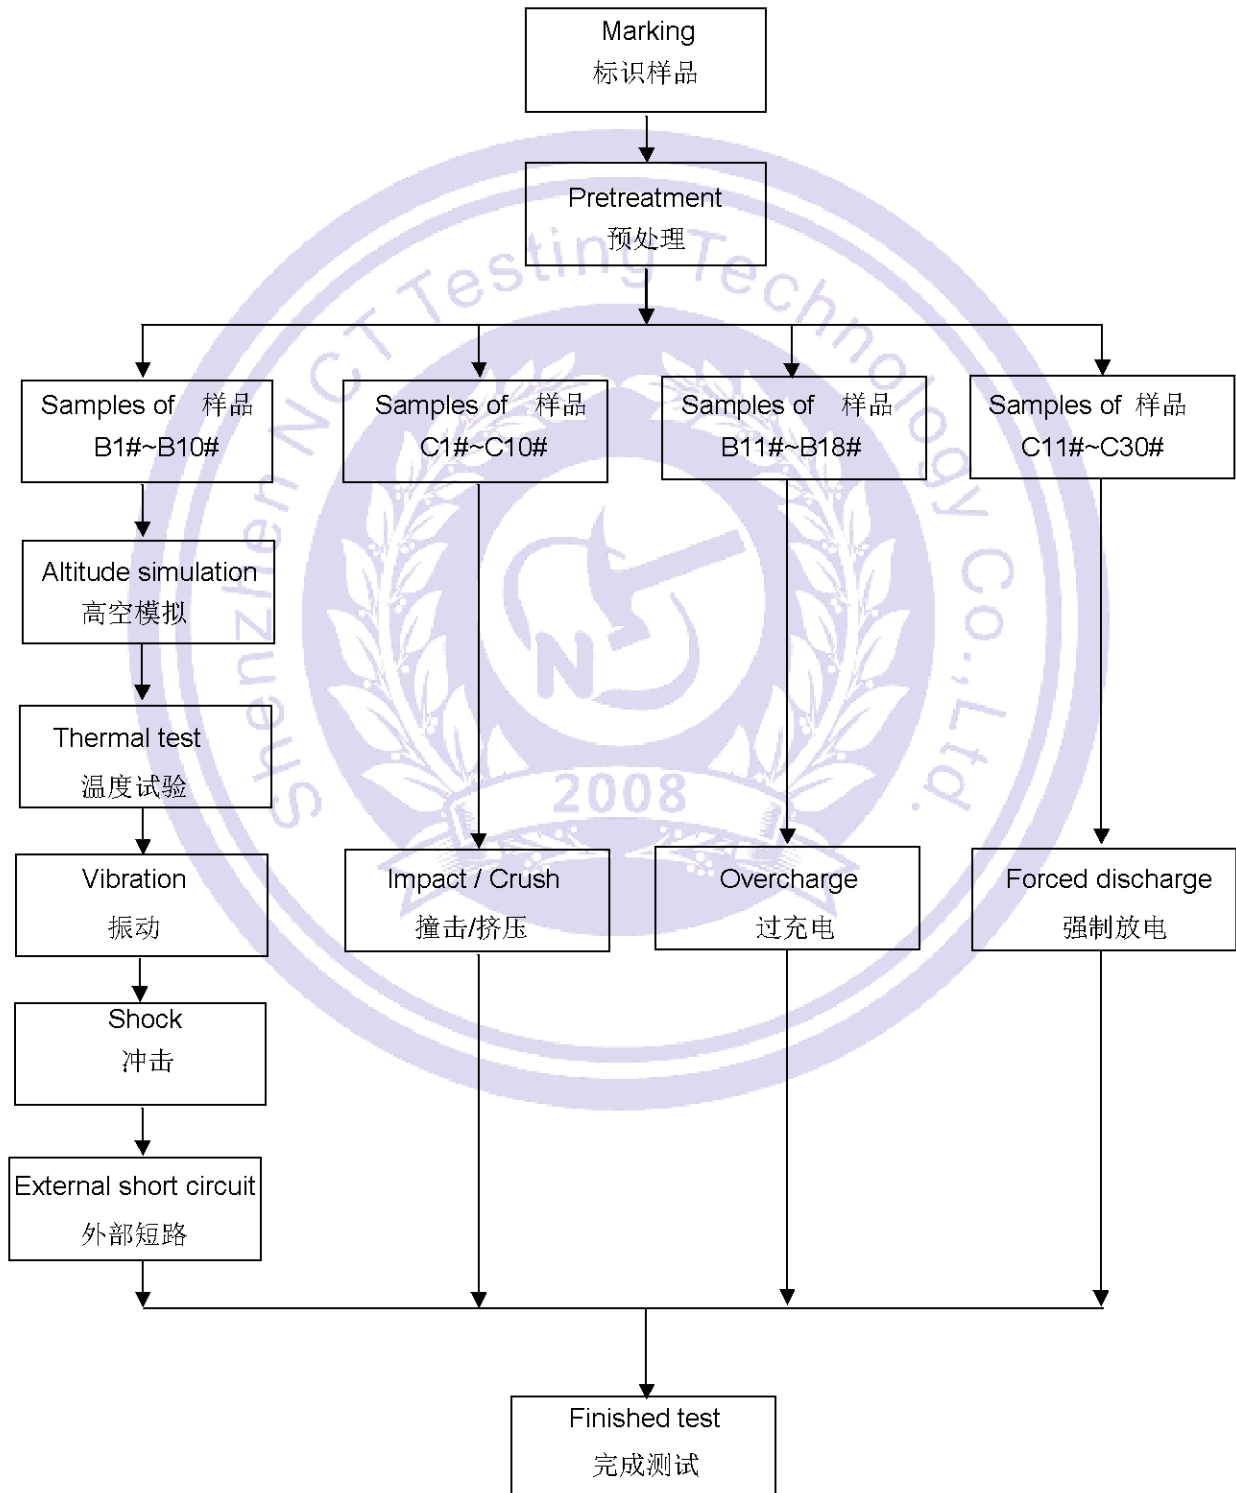 Marking
标识样品
Pretreatment
预处理
Samples of 样品
B1#~B10#
Samples of 样品
C1#~C10#
Samples of 样品
B11#~B18#
Samples of 样品
C11#~C30#
Altitude simulation
高空模拟
Thermal test
温度试验
Vibration
振动
Impact / Crush
撞击/挤压
Overcharge
过充电
Forced discharge
强制放电
Shock
冲击
External short circuit
外部短路
Finished test
完成测试
Shenzhen NCT Testing Technology Co.,Ltd.
N
2008